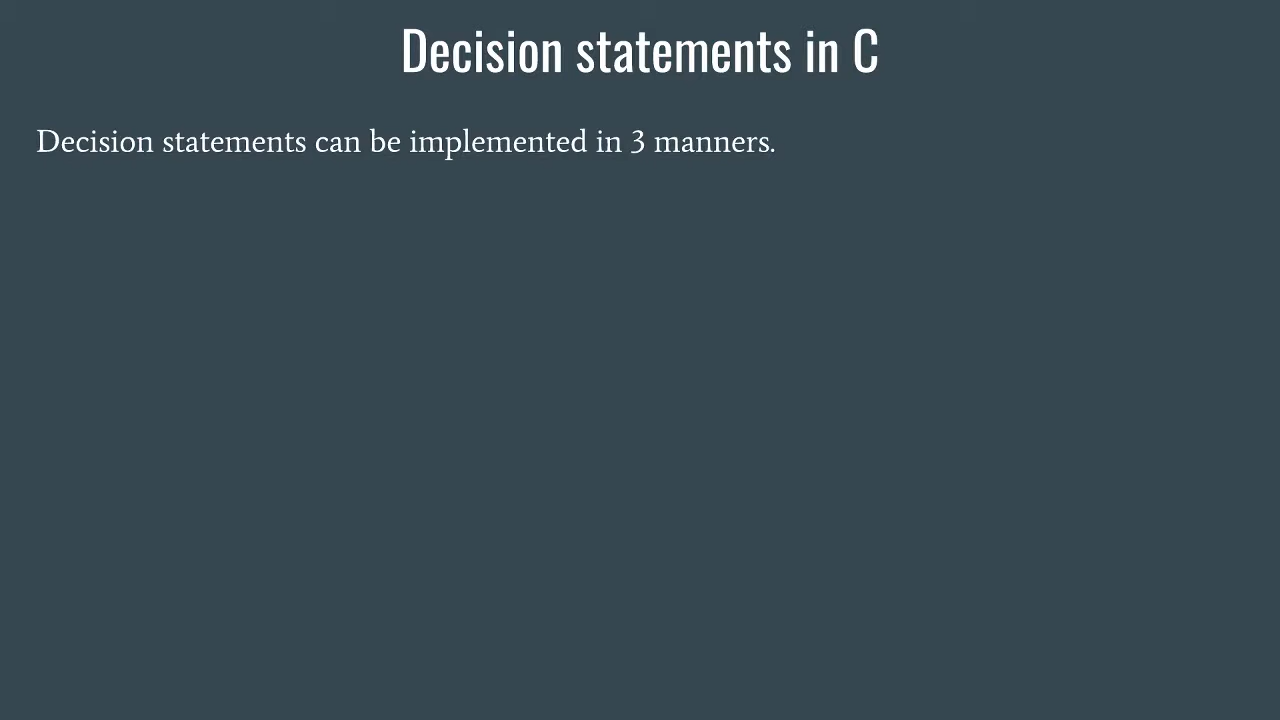 Decision statements in C
Decision statements can be implemented in 3 manners.